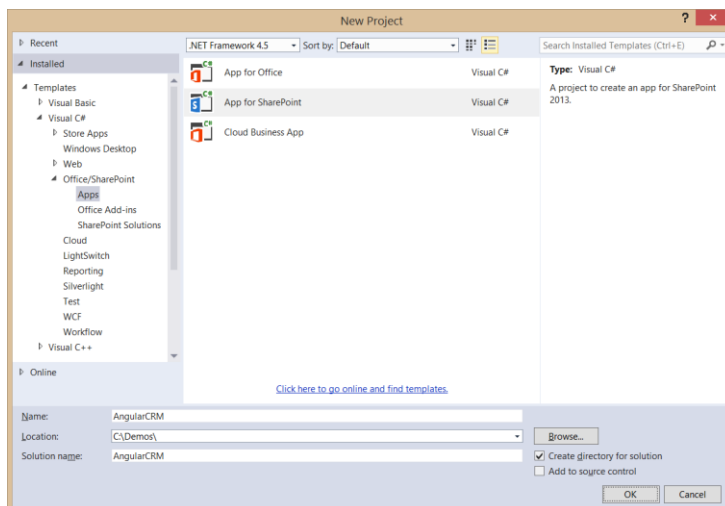 New Project
?
Recent
Installed
Templates
Visual Basic
Visual C#
Store Apps
Windows Desktop
Web
Office/SharePoint
Apps
Office Add-ins
SharePoint Solutions
Cloud
LightSwitch
Reporting
Silverlight
Test
WCF
Workflow
Visual C++
Online
.NET Framework 4.5 Sort by: Default
C# App for Office Visual C#
C# App for SharePoint Visual C#
C# Cloud Business App Visual C#
Click here to go online and find templates.
Search Installed Templates (Ctrl+E)
Type: Visual C#
A project to create an app for SharePoint
2013.
Name: AngularCRM
Location: C:\Demos\ Browse...
Solution name: AngularCRM
Create directory for solution
Add to source control
OK Cancel